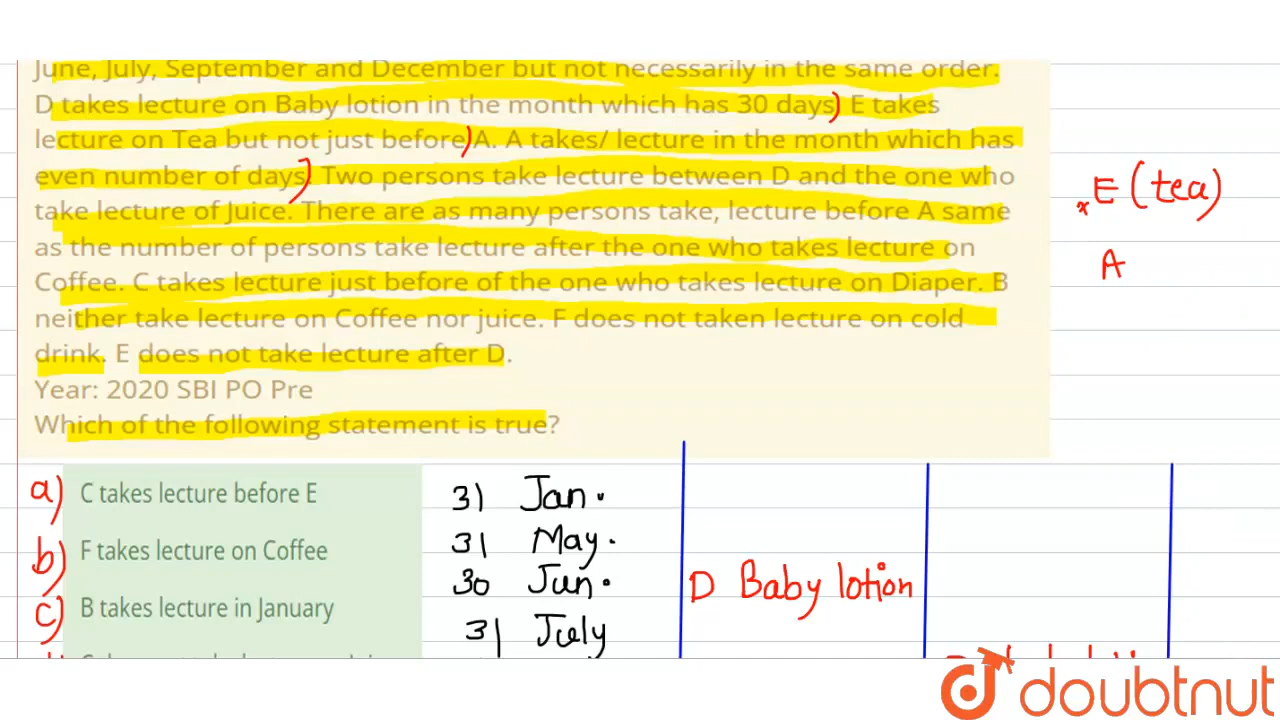 June, July, September and December but not necessarily in the same order.
D takes lecture on Baby lotion in the month which has 30 days. E takes
lecture on Tea but not just before A. A takes/ lecture in the month which has
even number of days. Two persons take lecture between D and the one who
take lecture of Juice. There are as many persons take, lecture before A same
as the number of persons take lecture after the one who takes lecture on
Coffee. C takes lecture just before of the one who takes lecture on Diaper. B
neither take lecture on Coffee nor juice. F does not taken lecture on cold
drink. E does not take lecture after D.
Year: 2020 SBI PO Pre
Which of the following statement is true?
E (tea)
A
a) C takes lecture before E
b) F takes lecture on Coffee
c) B takes lecture in January
31 Jan.
31 May.
30 Jun.
31 July
D Baby lotion
doubtnut